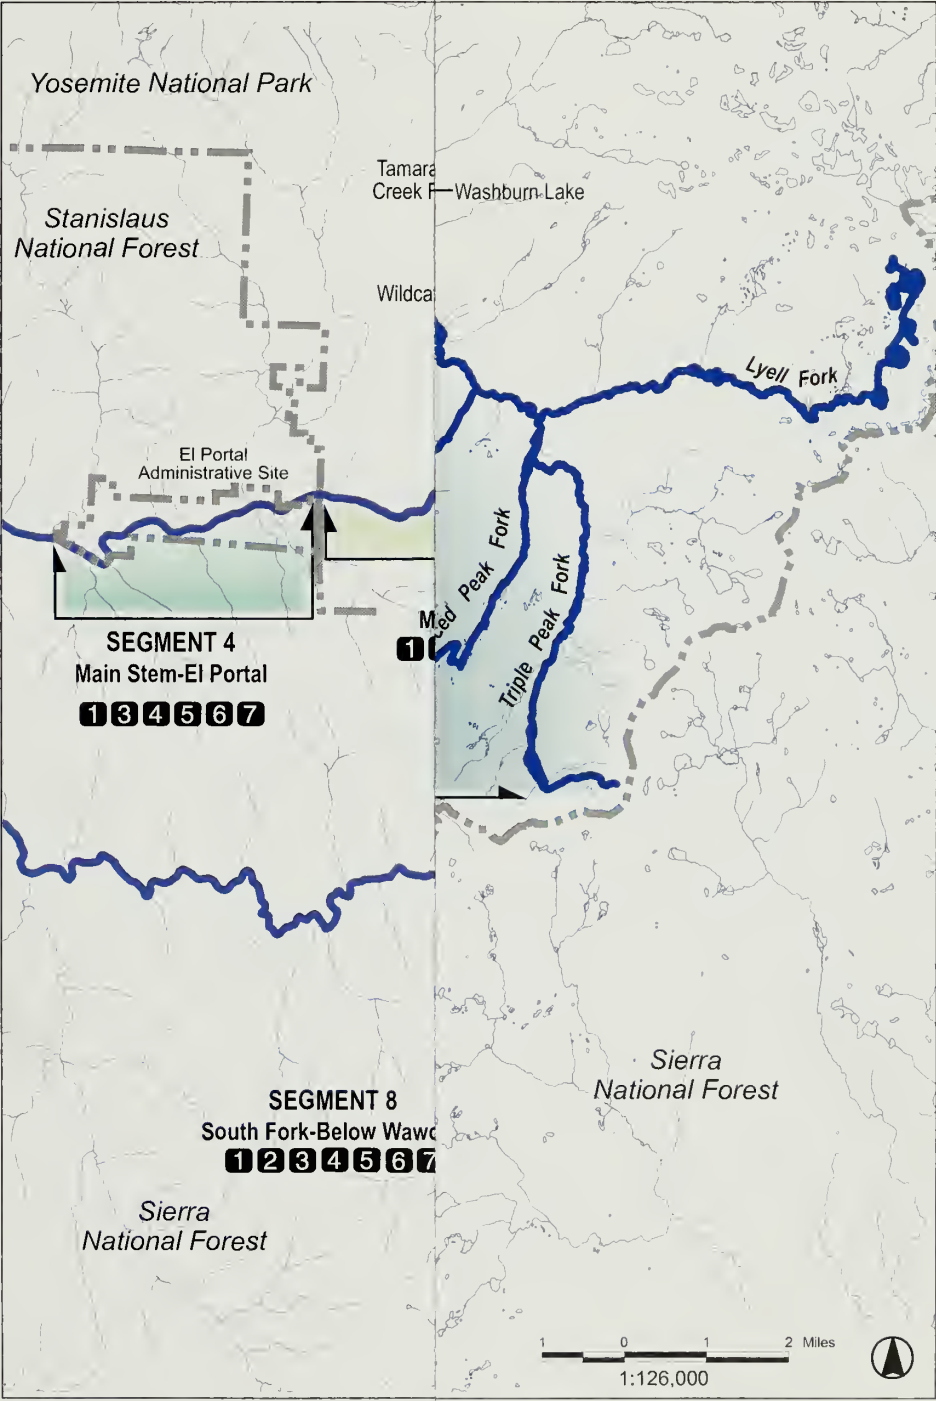 Yosemite National Park
Stanislaus
National Forest
Tamara
Creek F
Washburn Lake
Wildca
Lyell Fork
El Portal
Administrative Site
SEGMENT 4
Main Stem-El Portal
1 3 4 5 6 7
M
1
ed Peak Fork
Triple Peak Fork
SEGMENT 8
South Fork-Below Wawo
1 2 3 4 5 6 7
Sierra
National Forest
Sierra
National Forest
1 0 1 2 Miles
1:126,000